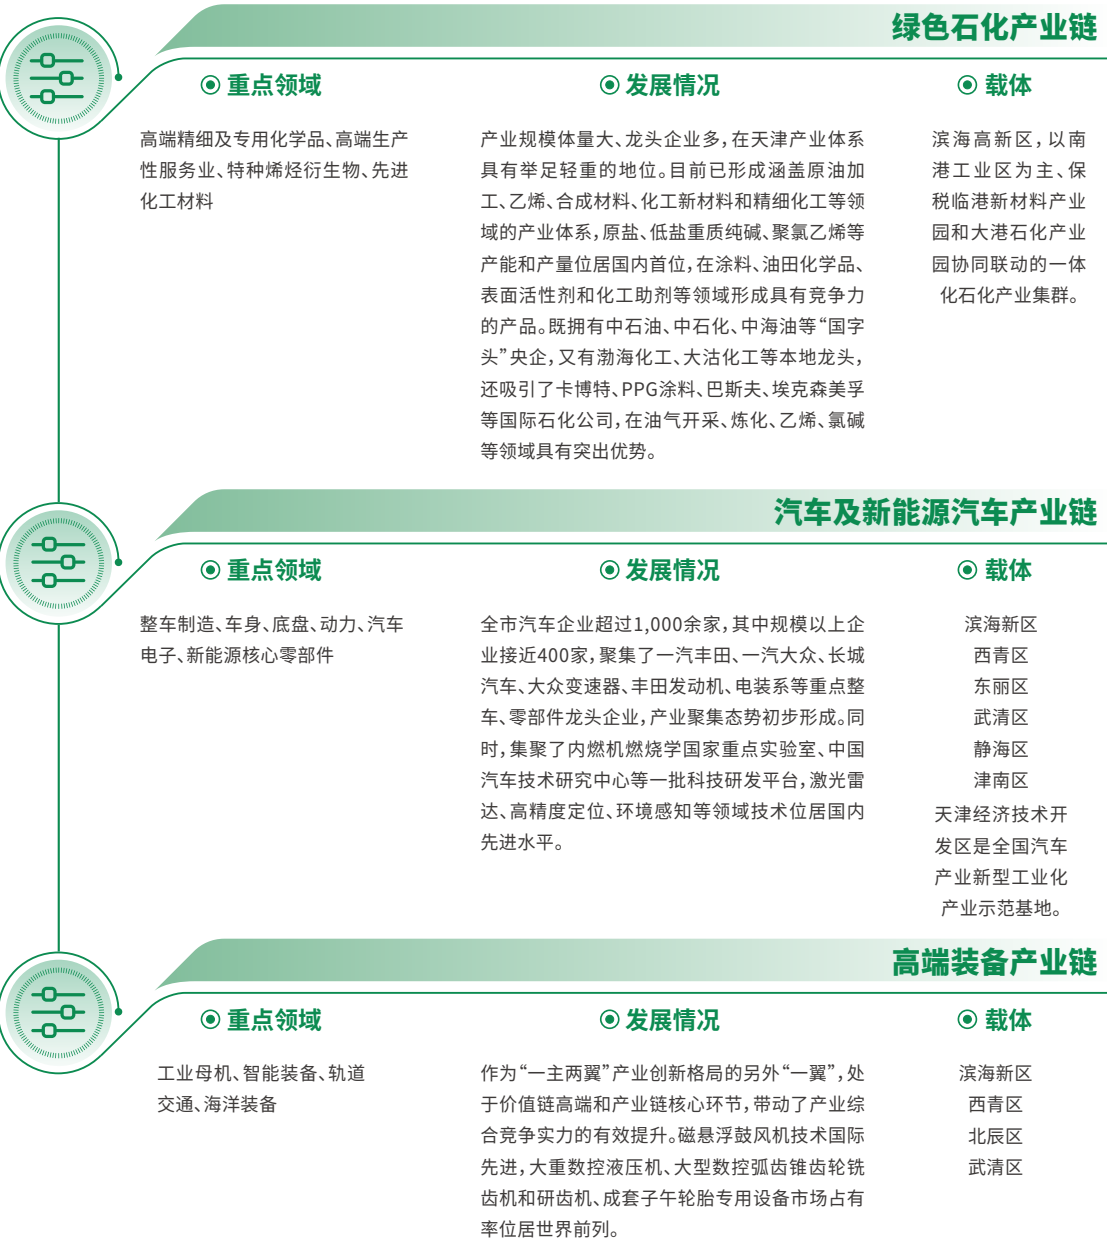 绿色石化产业链
重点领域
高端精细及专用化学品、高端生产
性服务业、特种烯烃衍生物、先进
化工材料
发展情况
产业规模体量大、龙头企业多，在天津产业体系
具有举足轻重的地位。目前已形成涵盖原油加
工、乙烯、合成材料、化工新材料和精细化工等领
域的产业体系，原盐、低盐重质纯碱、聚氯乙烯等
产能和产量位居国内首位，在涂料、油田化学品、
表面活性剂和化工助剂等领域形成具有竞争力
的产品。既拥有中石油、中石化、中海油等“国字
头”央企，又有渤海化工、大沽化工等本地龙头，
还吸引了卡博特、PPG涂料、巴斯夫、埃克森美孚
等国际石化公司，在油气开采、炼化、乙烯、氯碱
等领域具有突出优势。
载体
滨海高新区，以南
港工业区为主、保
税临港新材料产业
园和大港石化产业
园协同联动的一体
化石化产业集群。
汽车及新能源汽车产业链
重点领域
整车制造、车身、底盘、动力、汽车
电子、新能源核心零部件
发展情况
全市汽车企业超过1,000余家，其中规模以上企
业接近400家，聚集了一汽丰田、一汽大众、长城
汽车、大众变速器、丰田发动机、电装系等重点整
车、零部件龙头企业，产业聚集态势初步形成。同
时，集聚了内燃机燃烧学国家重点实验室、中国
汽车技术研究中心等一批科技研发平台，激光雷
达、高精度定位、环境感知等领域技术位居国内
先进水平。
载体
滨海新区
西青区
东丽区
武清区
静海区
津南区
天津经济技术开
发区是全国汽车
产业新型工业化
产业示范基地。
高端装备产业链
重点领域
工业母机、智能装备、轨道
交通、海洋装备
发展情况
作为“一主两翼”产业创新格局的另外“一翼”，处
于价值链高端和产业链核心环节，带动了产业综
合竞争实力的有效提升。磁悬浮鼓风机技术国际
先进，大重数控液压机、大型数控弧齿锥齿轮铣
齿机和研齿机、成套子午轮胎专用设备市场占有
率位居世界前列。
载体
滨海新区
西青区
北辰区
武清区